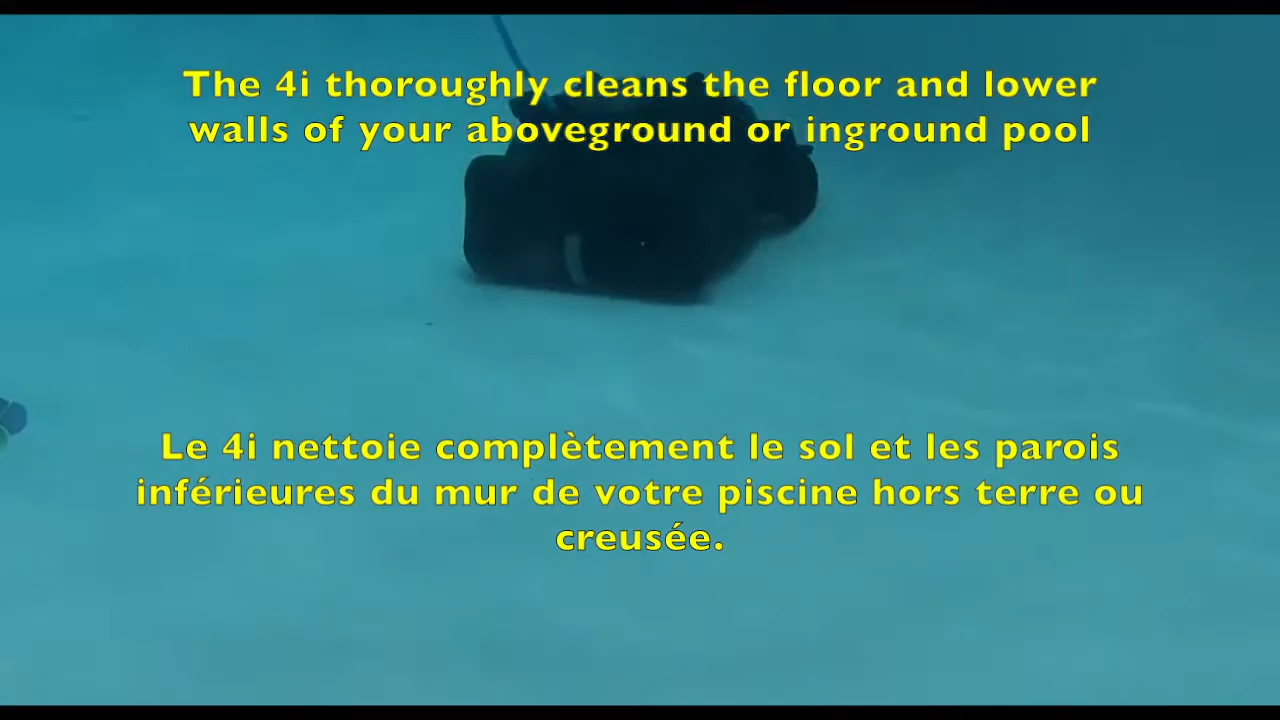 The 4i thoroughly cleans the floor and lower
walls of your aboveground or inground pool
Le 4i nettoie complètement le sol et les parois
inférieures du mur de votre piscine hors terre ou
creusée.